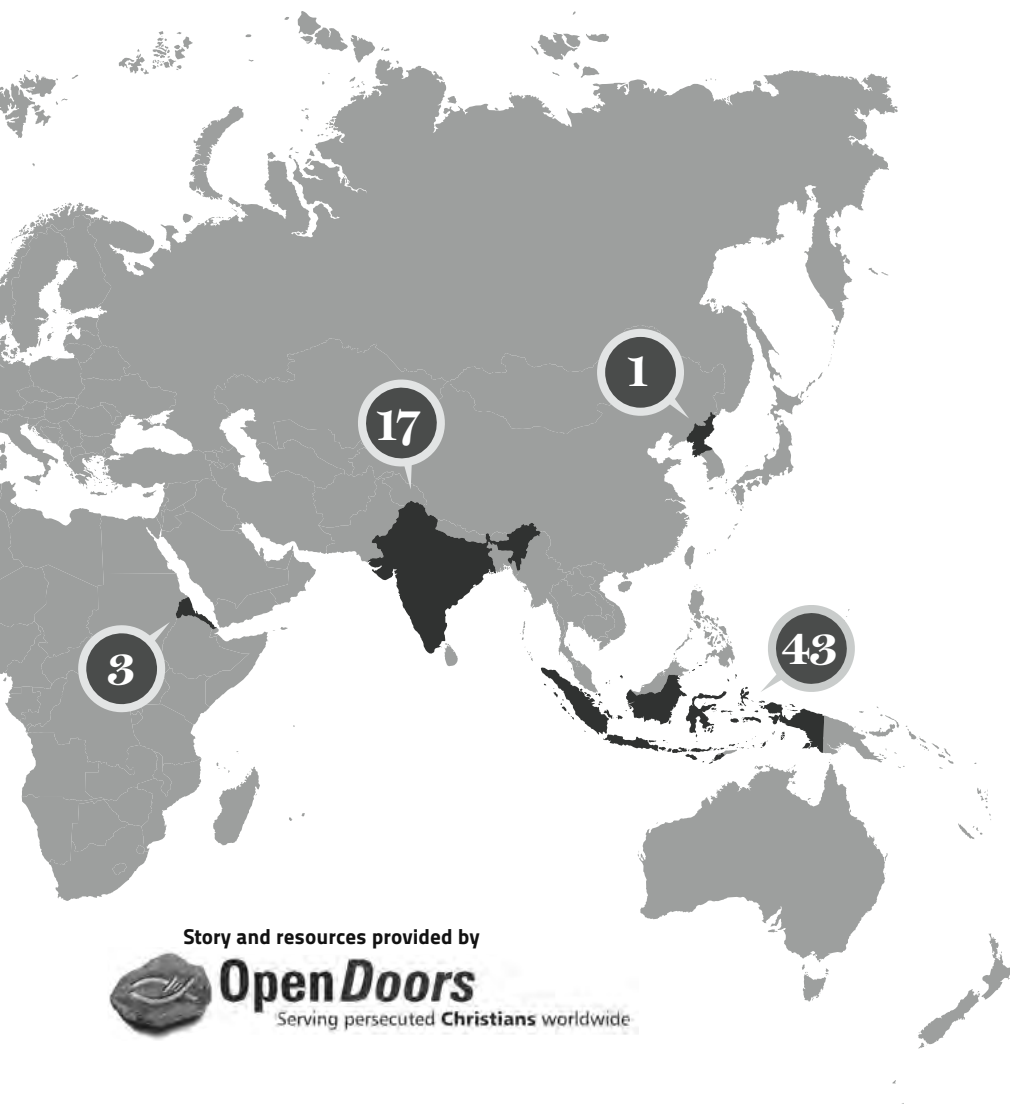 1
17
3
43
Story and resources provided by
OpenDoors
Serving persecuted Christians worldwide